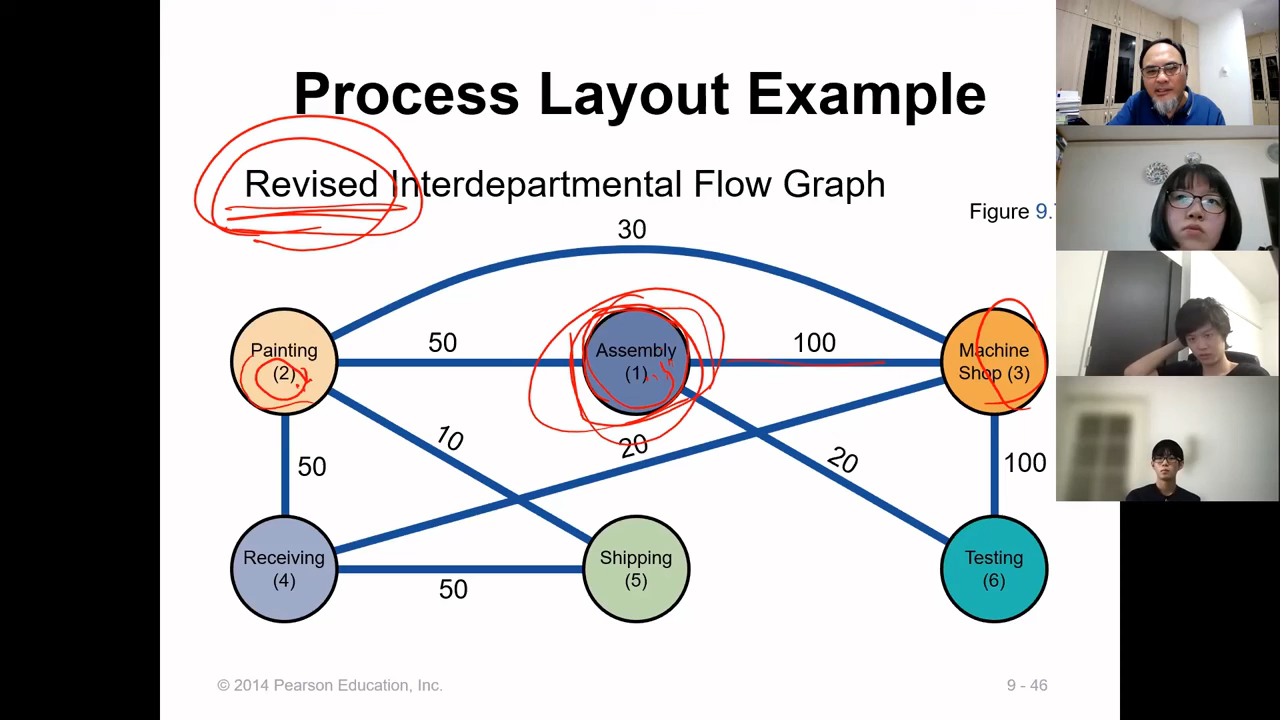 Process Layout Example
Revised Interdepartmental Flow Graph
Figure 9.
30
50
100
Painting
(2)
Assembly
(1)
Machine
Shop (3)
10
20
20
50
100
Receiving
(4)
Shipping
(5)
Testing
(6)
50
© 2014 Pearson Education, Inc.
9 - 46